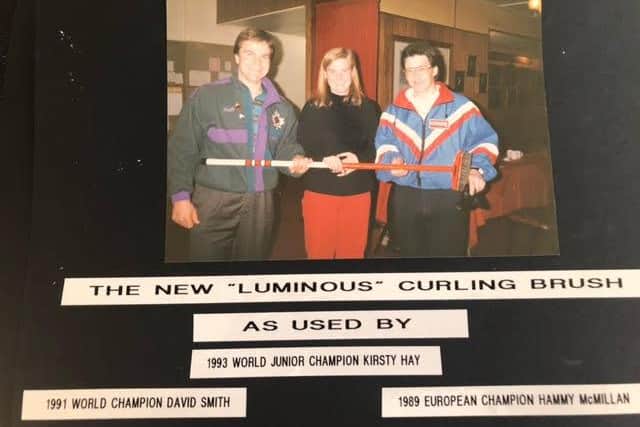 THE NEW "LUMINOUS" CURLING BRUSH
AS USED BY
1993 WORLD JUNIOR CHAMPION KIRSTY HAY
1991 WORLD CHAMPION DAVID SMITH
1989 EUROPEAN CHAMPION HAMMY McMILLAN